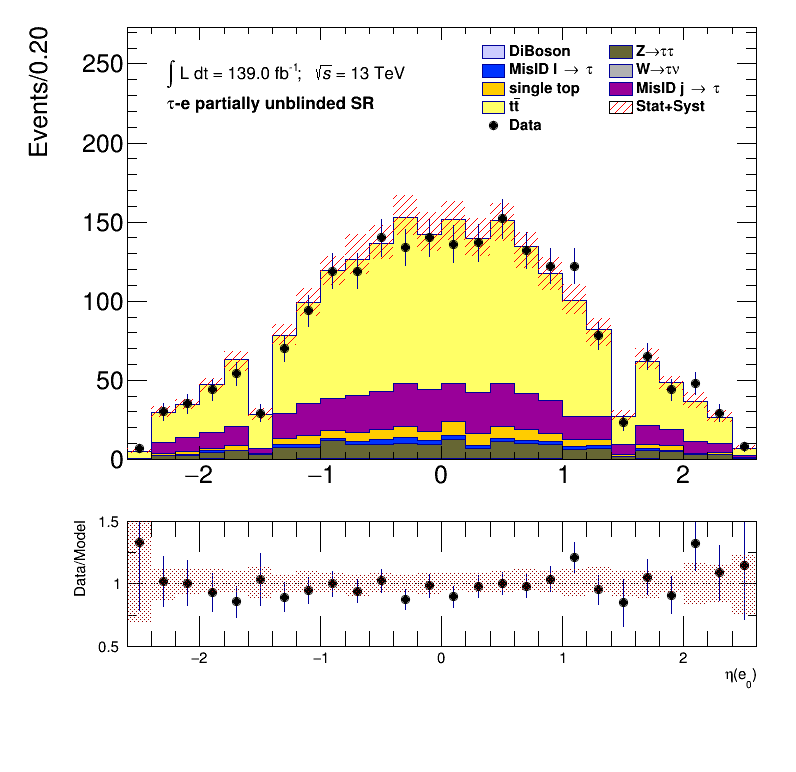 Events/0.20
250
200
150
100
50
0
∫ L dt = 139.0 fb⁻¹; √s = 13 TeV
τ-e partially unblinded SR
DiBoson
MisID l → τ
single top
tt̄
Data
Z→ττ
W→τν
MisID j → τ
Stat+Syst
−2 −1 0 1 2
Data/Model
1.5
1
0.5
−2 −1 0 1 2
η(e₀)